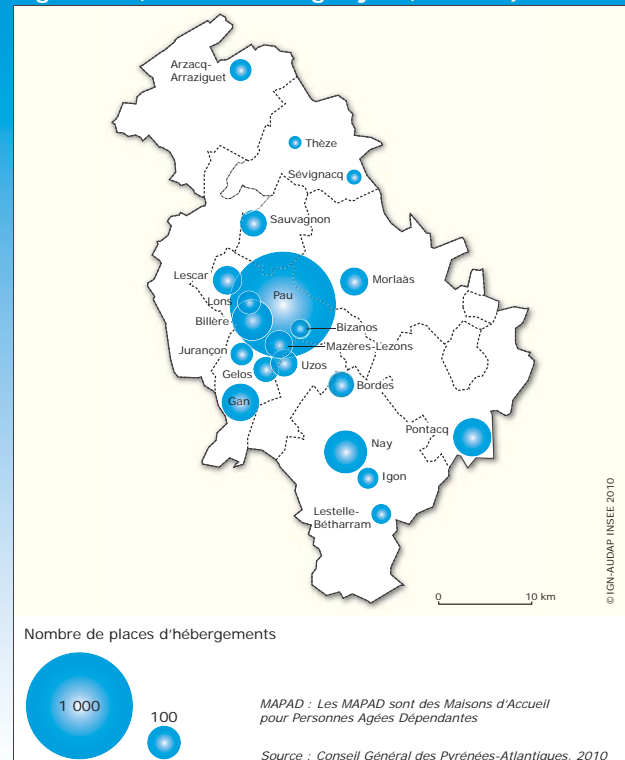 Arzacq-
Arraziguet
Thèze
Sévignacq
Sauvagnon
Lescar
Morlaàs
Pau
Lons
Billère
Bizanos
Mazères-Lezons
Jurançon
Uzos
Gelos
Bordes
Gan
Pontacq
Nay
Igon
Lestelle-
Bétharram
0 10 km
© IGN-AUDAP INSEE 2010
Nombre de places d'hébergements
1 000
100
MAPAD : Les MAPAD sont des Maisons d'Accueil
pour Personnes Agées Dépendantes
Source : Conseil Général des Pyrénées-Atlantiques, 2010